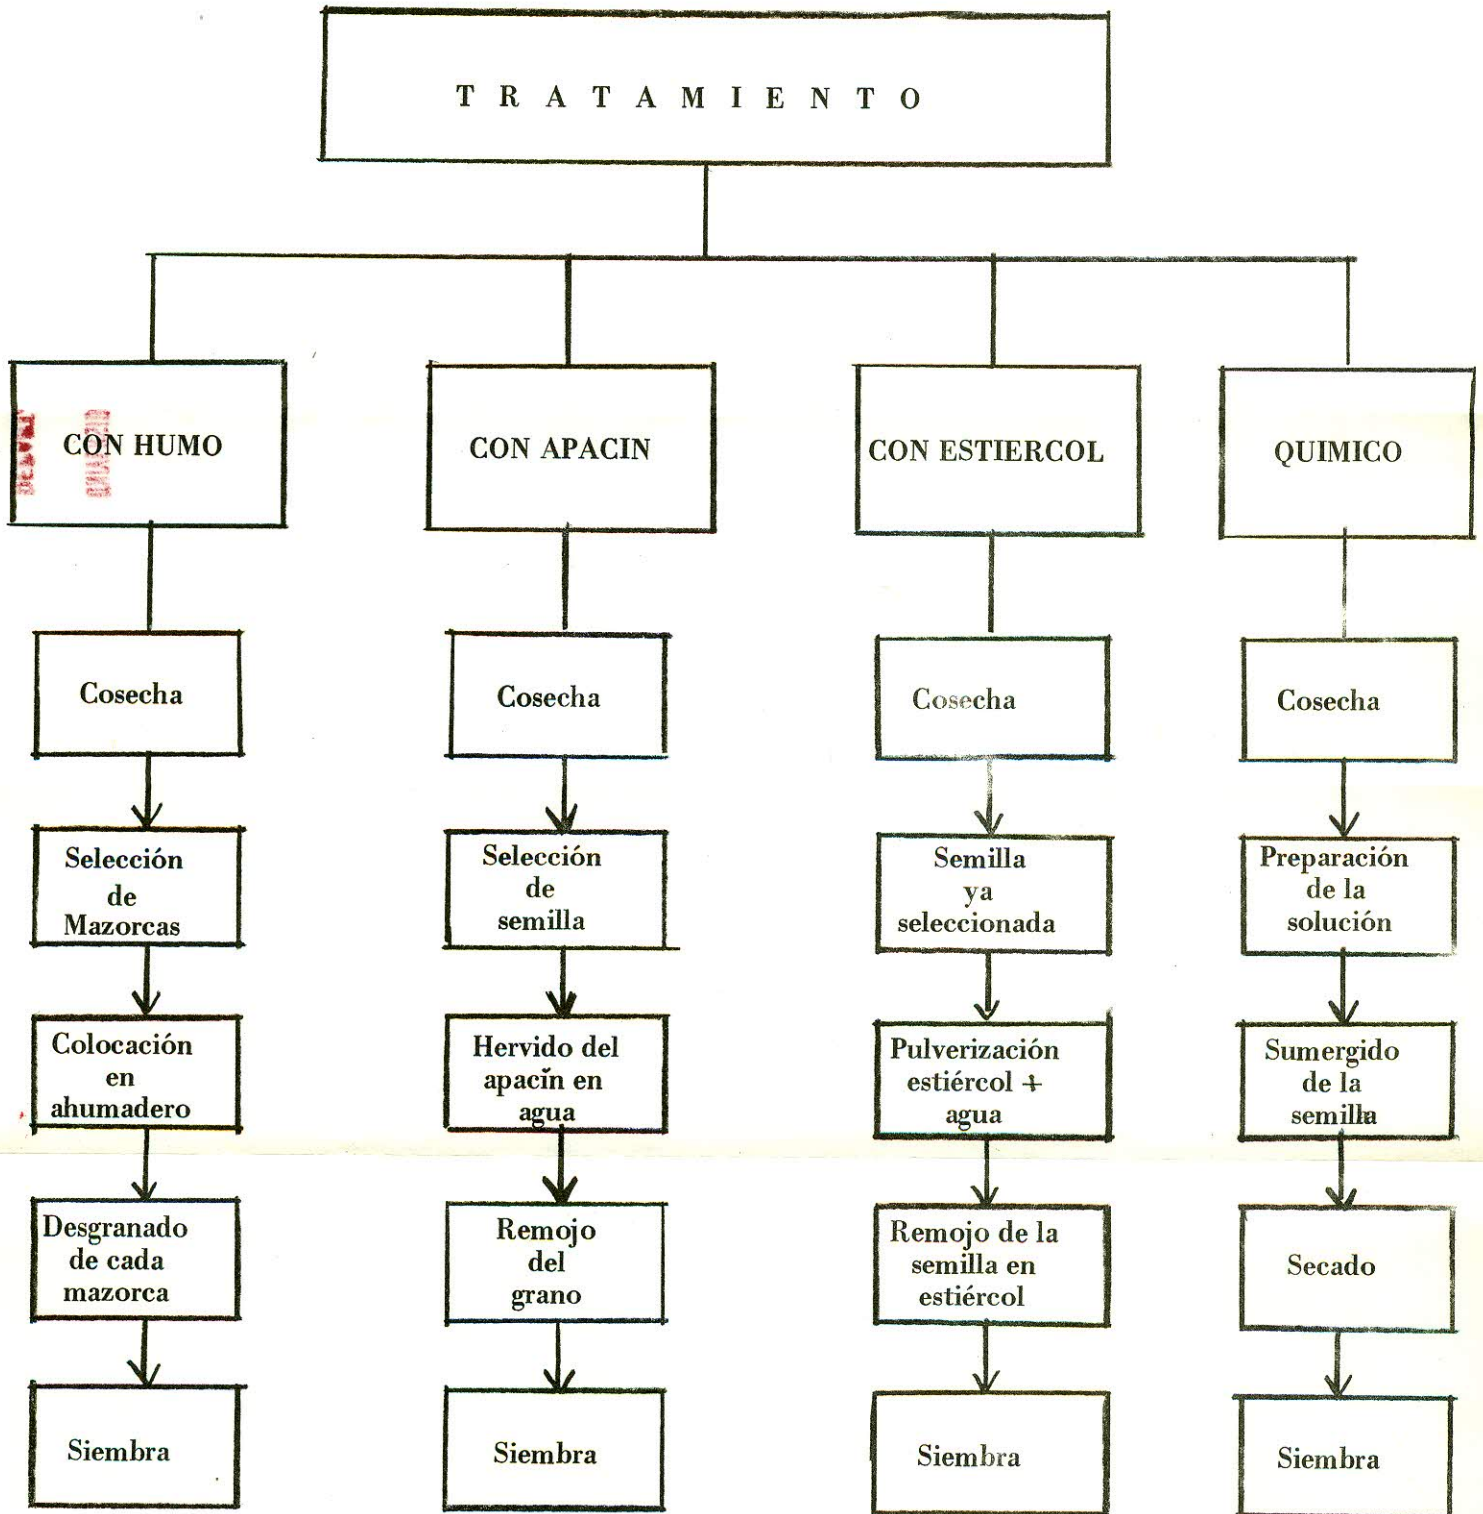 TRATAMIENTO
CON HUMO
CON APACIN
CON ESTIERCOL
QUIMICO
Cosecha
Selección
de
Mazorcas
Colocación
en
ahumadero
Desgranado
de cada
mazorca
Siembra
Cosecha
Selección
de
semilla
Hervido del
apacín en
agua
Remojo
del
grano
Siembra
Cosecha
Semilla
ya
seleccionada
Pulverización
estiércol +
agua
Remojo de la
semilla en
estiércol
Siembra
Cosecha
Preparación
de la
solución
Sumergido
de la
semilla
Secado
Siembra